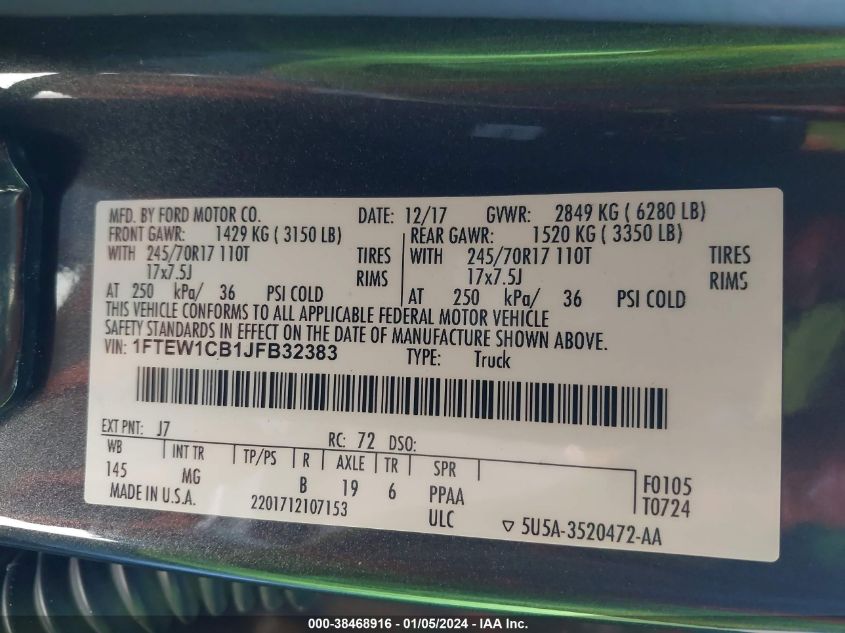 MFD. BY FORD MOTOR CO. DATE: 12/17 GVWR: 2849 KG ( 6280 LB)
FRONT GAWR: 1429 KG ( 3150 LB) REAR GAWR: 1520 KG ( 3350 LB)
WITH 245/70R17 110T TIRES WITH 245/70R17 110T TIRES
17x7.5J RIMS 17x7.5J RIMS
AT 250 kPa/ 36 PSI COLD AT 250 kPa/ 36 PSI COLD
THIS VEHICLE CONFORMS TO ALL APPLICABLE FEDERAL MOTOR VEHICLE
SAFETY STANDARDS IN EFFECT ON THE DATE OF MANUFACTURE SHOWN ABOVE.
VIN: 1FTEW1CB1JFB32383 TYPE: Truck
EXT PNT: J7 RC: 72 DSO:
WB INT TR TP/PS R AXLE TR SPR F0105
145 MG B 19 6 PPAA T0724
MADE IN U.S.A. 2201712107153 ULC ▽ 5U5A-3520472-AA
000-38468916 - 01/05/2024 - IAA Inc.